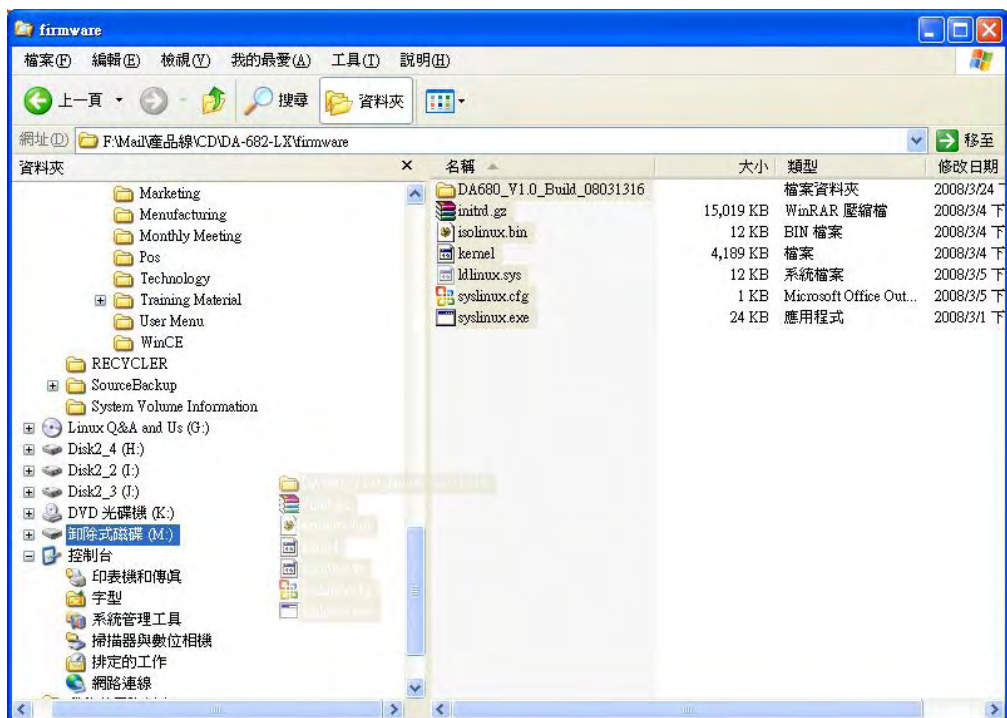 firmware
檔案(F) 編輯(E) 檢視(V) 我的最愛(A) 工具(T) 說明(H)
上一頁 搜尋 資料夾
網址(D) F:\Mail\產品線\CD\DA-682-LX\firmware 移至
資料夾 名稱 大小 類型 修改日期
Marketing
Menufacturing
Monthly Meeting
Pos
Technology
Training Material
User Menu
WinCE
RECYCLER
SourceBackup
System Volume Information
Linux Q&A and Us (G:)
Disk2_4 (H:)
Disk2_2 (I:)
Disk2_3 (J:)
DVD 光碟機 (K:)
卸除式磁碟 (M:)
控制台
印表機和傳真
字型
系統管理工具
掃描器與數位相機
排定的工作
網路連線
DA680_V1.0_Build_08031316 檔案資料夾 2008/3/24 下
initrd.gz 15,019 KB WinRAR 壓縮檔 2008/3/4 下
isolinux.bin 12 KB BIN 檔案 2008/3/4 下
kernel 4,189 KB 檔案 2008/3/4 下
ldlinux.sys 12 KB 系統檔案 2008/3/5 下
syslinux.cfg 1 KB Microsoft Office Out... 2008/3/5 下
syslinux.exe 24 KB 應用程式 2008/3/1 下